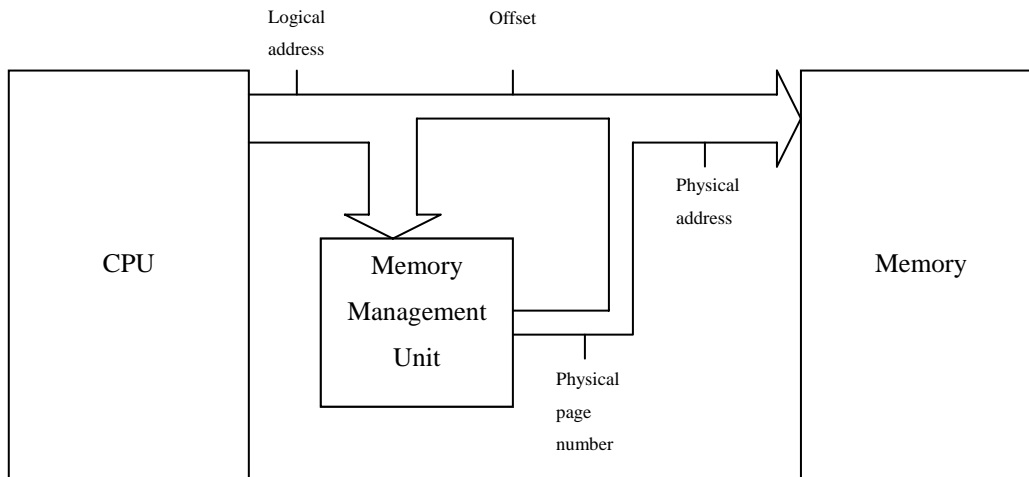 Logical
address
Offset
Physical
address
CPU
Memory
Management
Unit
Memory
Physical
page
number